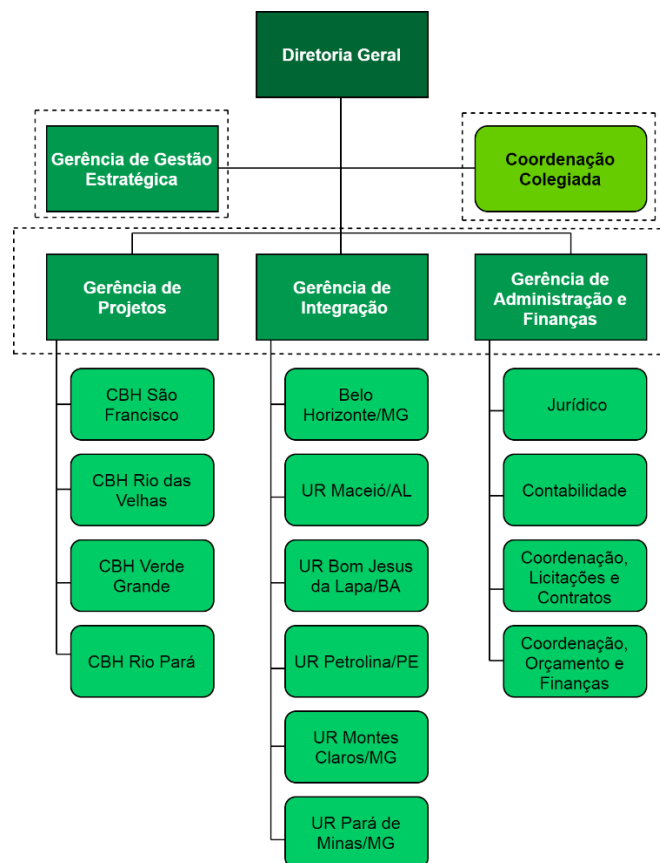 Diretoria Geral
Gerência de Gestão
Estratégica
Coordenação
Colegiada
Gerência de
Projetos
Gerência de
Integração
Gerência de
Administração e
Finanças
CBH São
Francisco
CBH Rio das
Velhas
CBH Verde
Grande
CBH Rio Pará
Belo
Horizonte/MG
UR Maceió/AL
UR Bom Jesus
da Lapa/BA
UR Petrolina/PE
UR Montes
Claros/MG
UR Pará de
Minas/MG
Jurídico
Contabilidade
Coordenação,
Licitações e
Contratos
Coordenação,
Orçamento e
Finanças